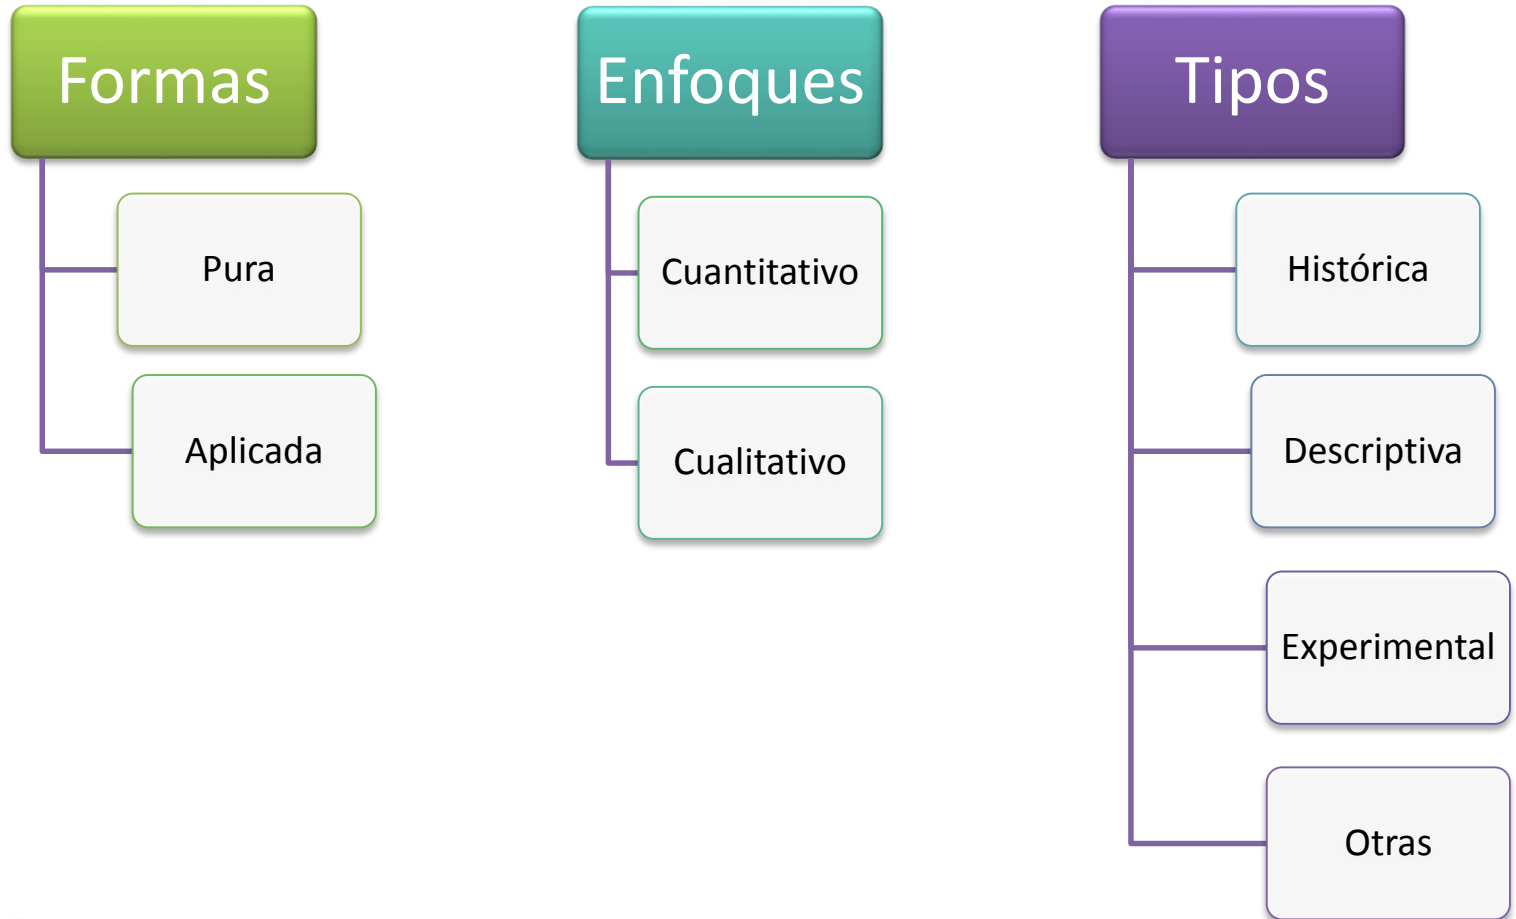 Formas
Pura
Aplicada
Enfoques
Cuantitativo
Cualitativo
Tipos
Histórica
Descriptiva
Experimental
Otras